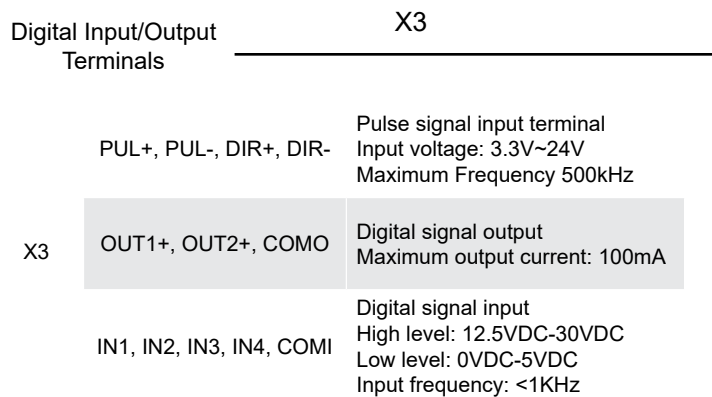 Digital Input/Output
Terminals
X3
PUL+, PUL-, DIR+, DIR-
Pulse signal input terminal
Input voltage: 3.3V~24V
Maximum Frequency 500kHz
X3
OUT1+, OUT2+, COMO
Digital signal output
Maximum output current: 100mA
IN1, IN2, IN3, IN4, COMI
Digital signal input
High level: 12.5VDC-30VDC
Low level: 0VDC-5VDC
Input frequency: <1KHz